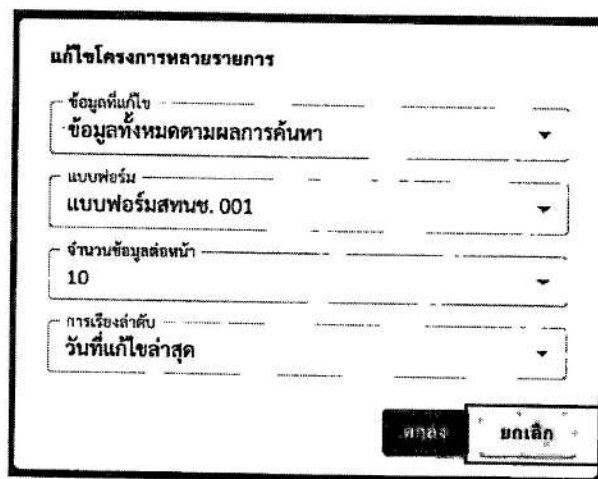 แก้ไขโครงการหลายรายการ
ข้อมูลที่แก้ไข
ข้อมูลทั้งหมดตามผลการค้นหา
แบบฟอร์ม
แบบฟอร์มสทนช. 001
จำนวนข้อมูลต่อหน้า
10
การเรียงลำดับ
วันที่แก้ไขล่าสุด
ตกลง
ยกเลิก